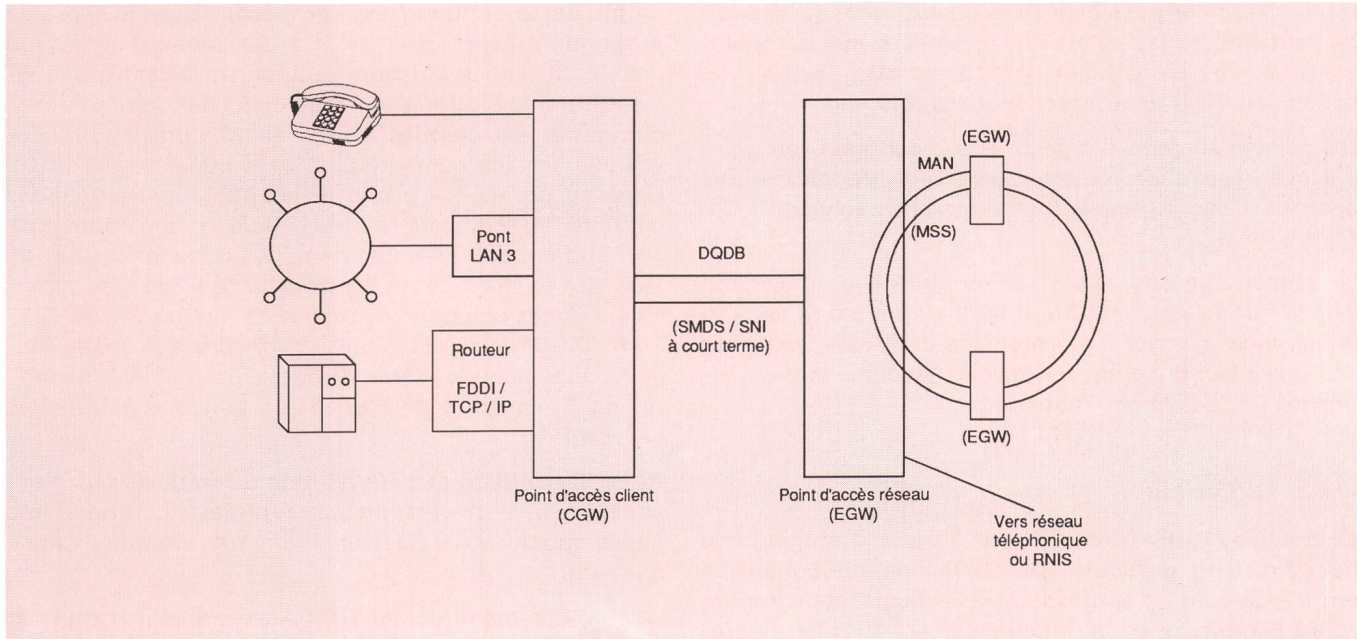 (EGW)
MAN
(MSS)
Pont
LAN 3
DQDB
(SMDS / SNI
à court terme)
Routeur
FDDI /
TCP / IP
(EGW)
Point d'accès client
(CGW)
Point d'accès réseau
(EGW)
Vers réseau
téléphonique
ou RNIS